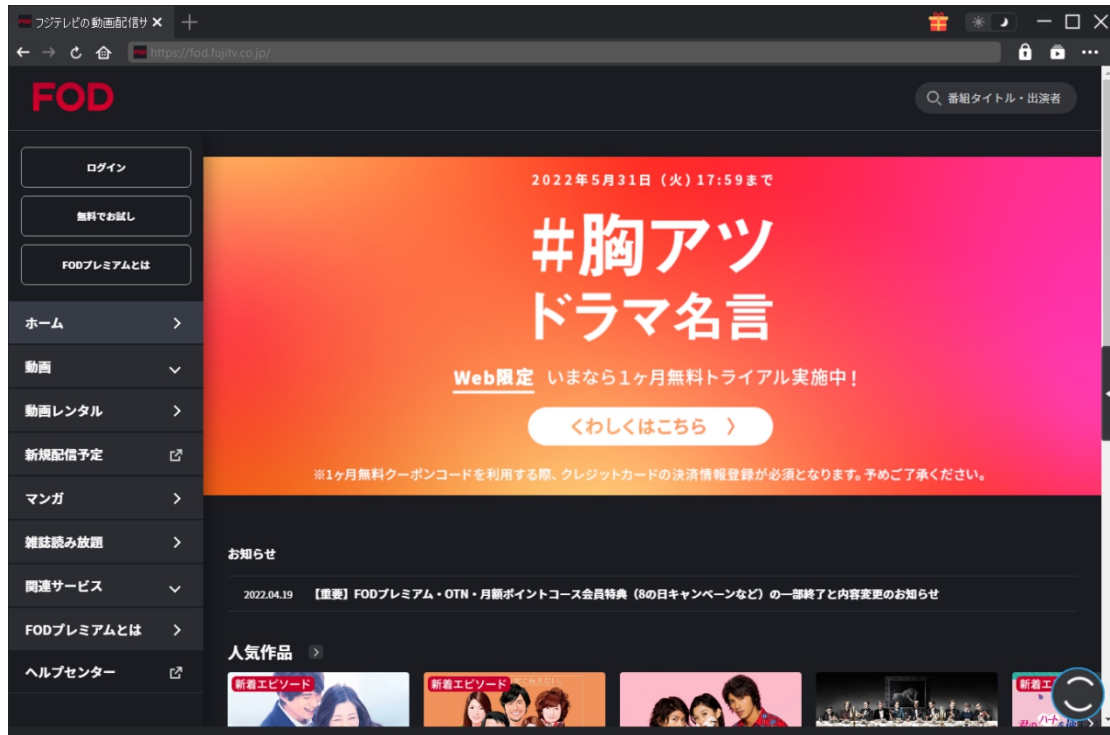 フジテレビの動画配信サ
https://fod.fujitv.co.jp/
FOD
番組タイトル・出演者
ログイン
無料でお試し
FODプレミアムとは
ホーム
動画
動画レンタル
新規配信予定
マンガ
雑誌読み放題
関連サービス
FODプレミアムとは
ヘルプセンター
2022年5月31日（火）17:59まで
#胸アツ
ドラマ名言
Web限定 いまなら1ヶ月無料トライアル実施中！
くわしくはこちら 〉
※1ヶ月無料クーポンコードを利用する際、クレジットカードの決済情報登録が必須となります。予めご了承ください。
お知らせ
2022.04.19 【重要】FODプレミアム・OTN・月額ポイントコース会員特典（8の日キャンペーンなど）の一部終了と内容変更のお知らせ
人気作品
新着エピソード
新着エピソード
新着エ